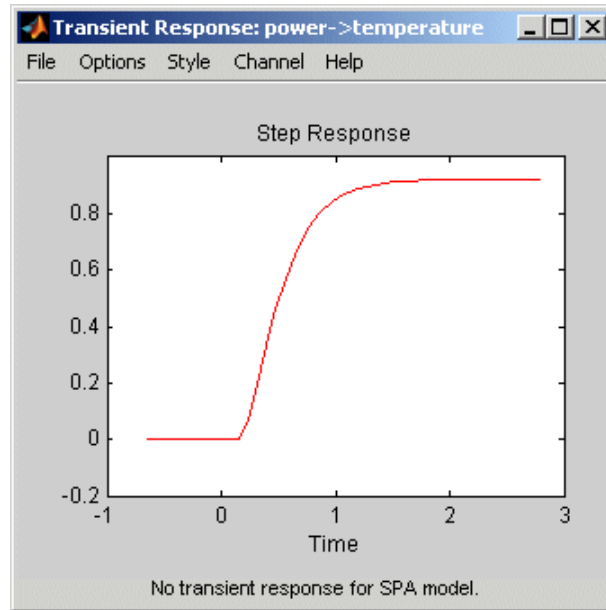 Transient Response: power->temperature
File Options Style Channel Help
Step Response
0.8
0.6
0.4
0.2
0
-0.2
-1 0 1 2 3
Time
No transient response for SPA model.